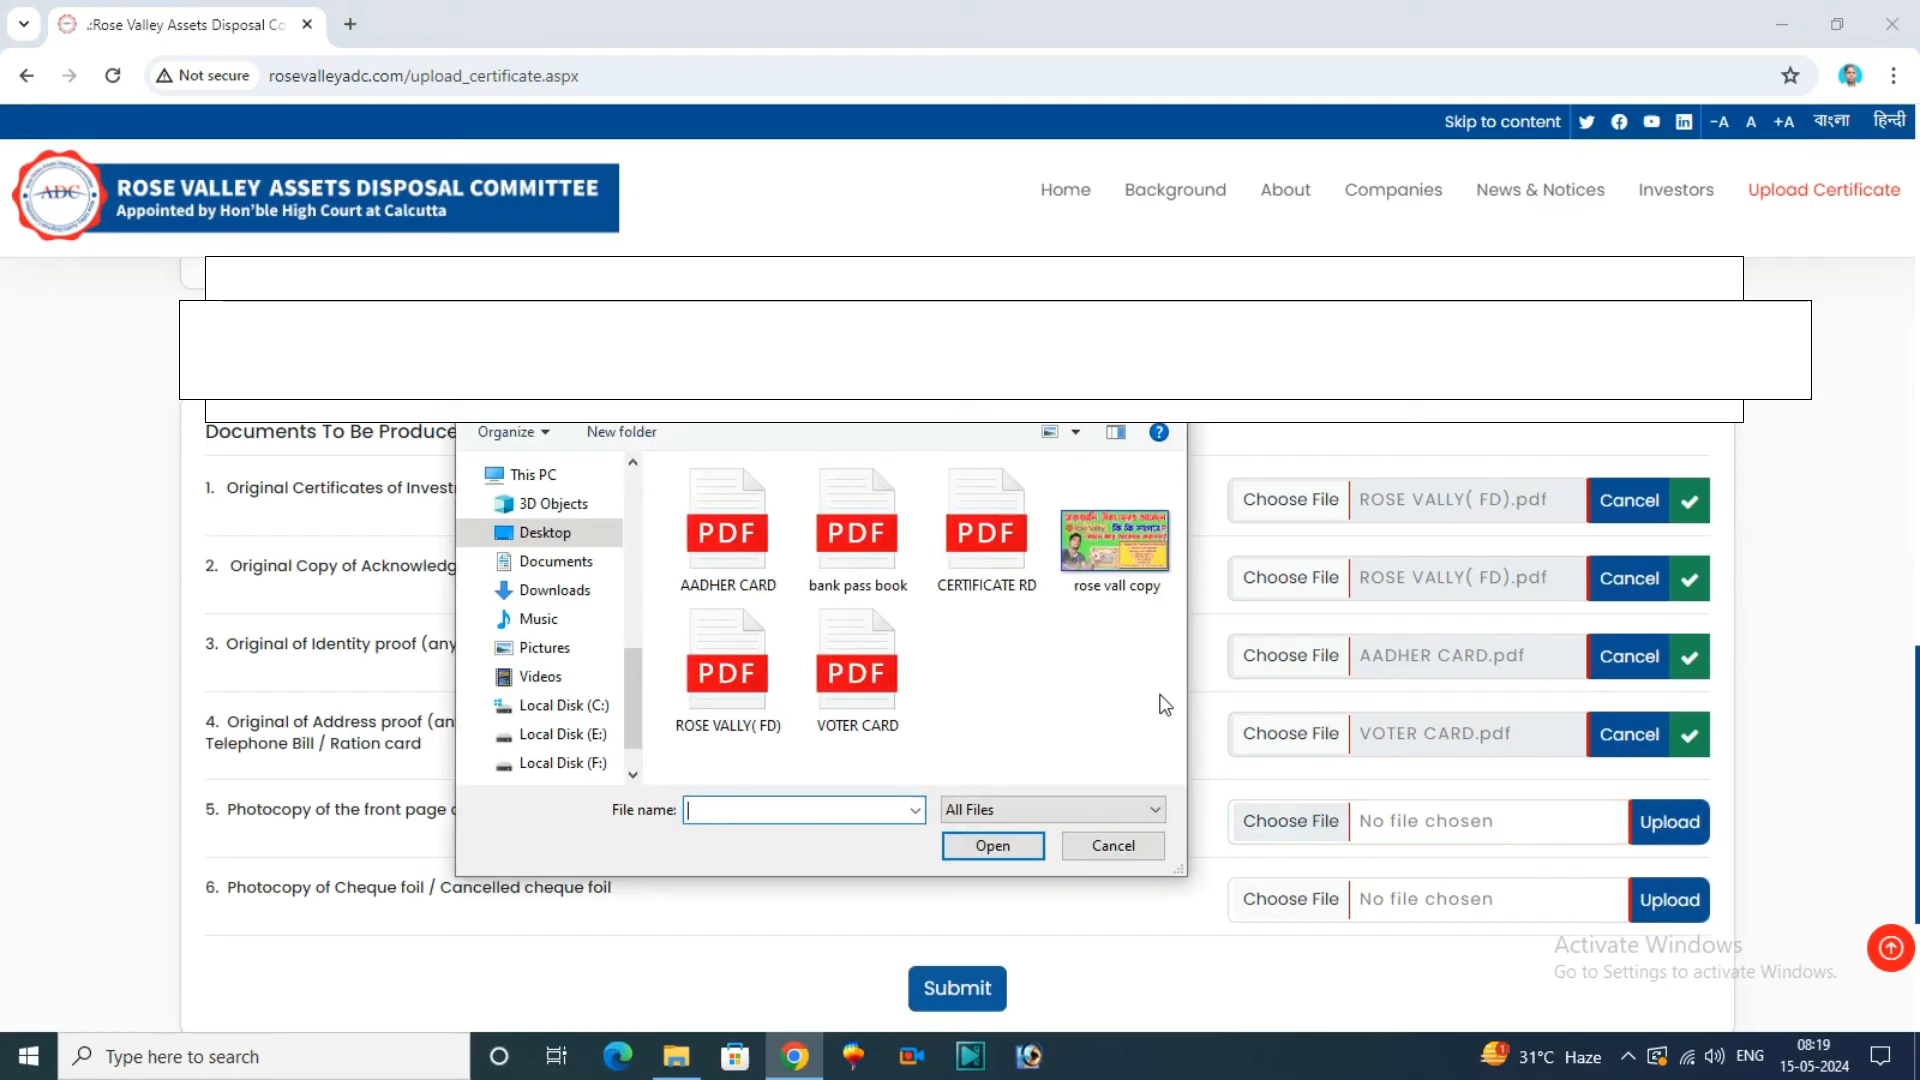 .:Rose Valley Assets Disposal Co
Not secure
rosevalleyadc.com/upload_certificate.aspx
Skip to content
-A A +A বাংলা हिन्दी
ADC
ROSE VALLEY ASSETS DISPOSAL COMMITTEE
Appointed by Hon'ble High Court at Calcutta
Home Background About Companies News & Notices Investors Upload Certificate
Documents To Be Produce
1. Original Certificates of Invest
2. Original Copy of Acknowledg
3. Original of Identity proof (any
4. Original of Address proof (an
Telephone Bill / Ration card
5. Photocopy of the front page
6. Photocopy of Cheque foil / Cancelled cheque foil
Organize New folder
This PC
3D Objects
Desktop
Documents
Downloads
Music
Pictures
Videos
Local Disk (C:)
Local Disk (E:)
Local Disk (F:)
PDF PDF PDF
AADHER CARD bank pass book CERTIFICATE RD rose vall copy
PDF PDF
ROSE VALLY( FD) VOTER CARD
File name: All Files
Open Cancel
Choose File ROSE VALLY( FD).pdf Cancel
Choose File ROSE VALLY( FD).pdf Cancel
Choose File AADHER CARD.pdf Cancel
Choose File VOTER CARD.pdf Cancel
Choose File No file chosen Upload
Choose File No file chosen Upload
Submit
Activate Windows
Go to Settings to activate Windows.
Type here to search
31°C Haze ENG
08:19
15-05-2024